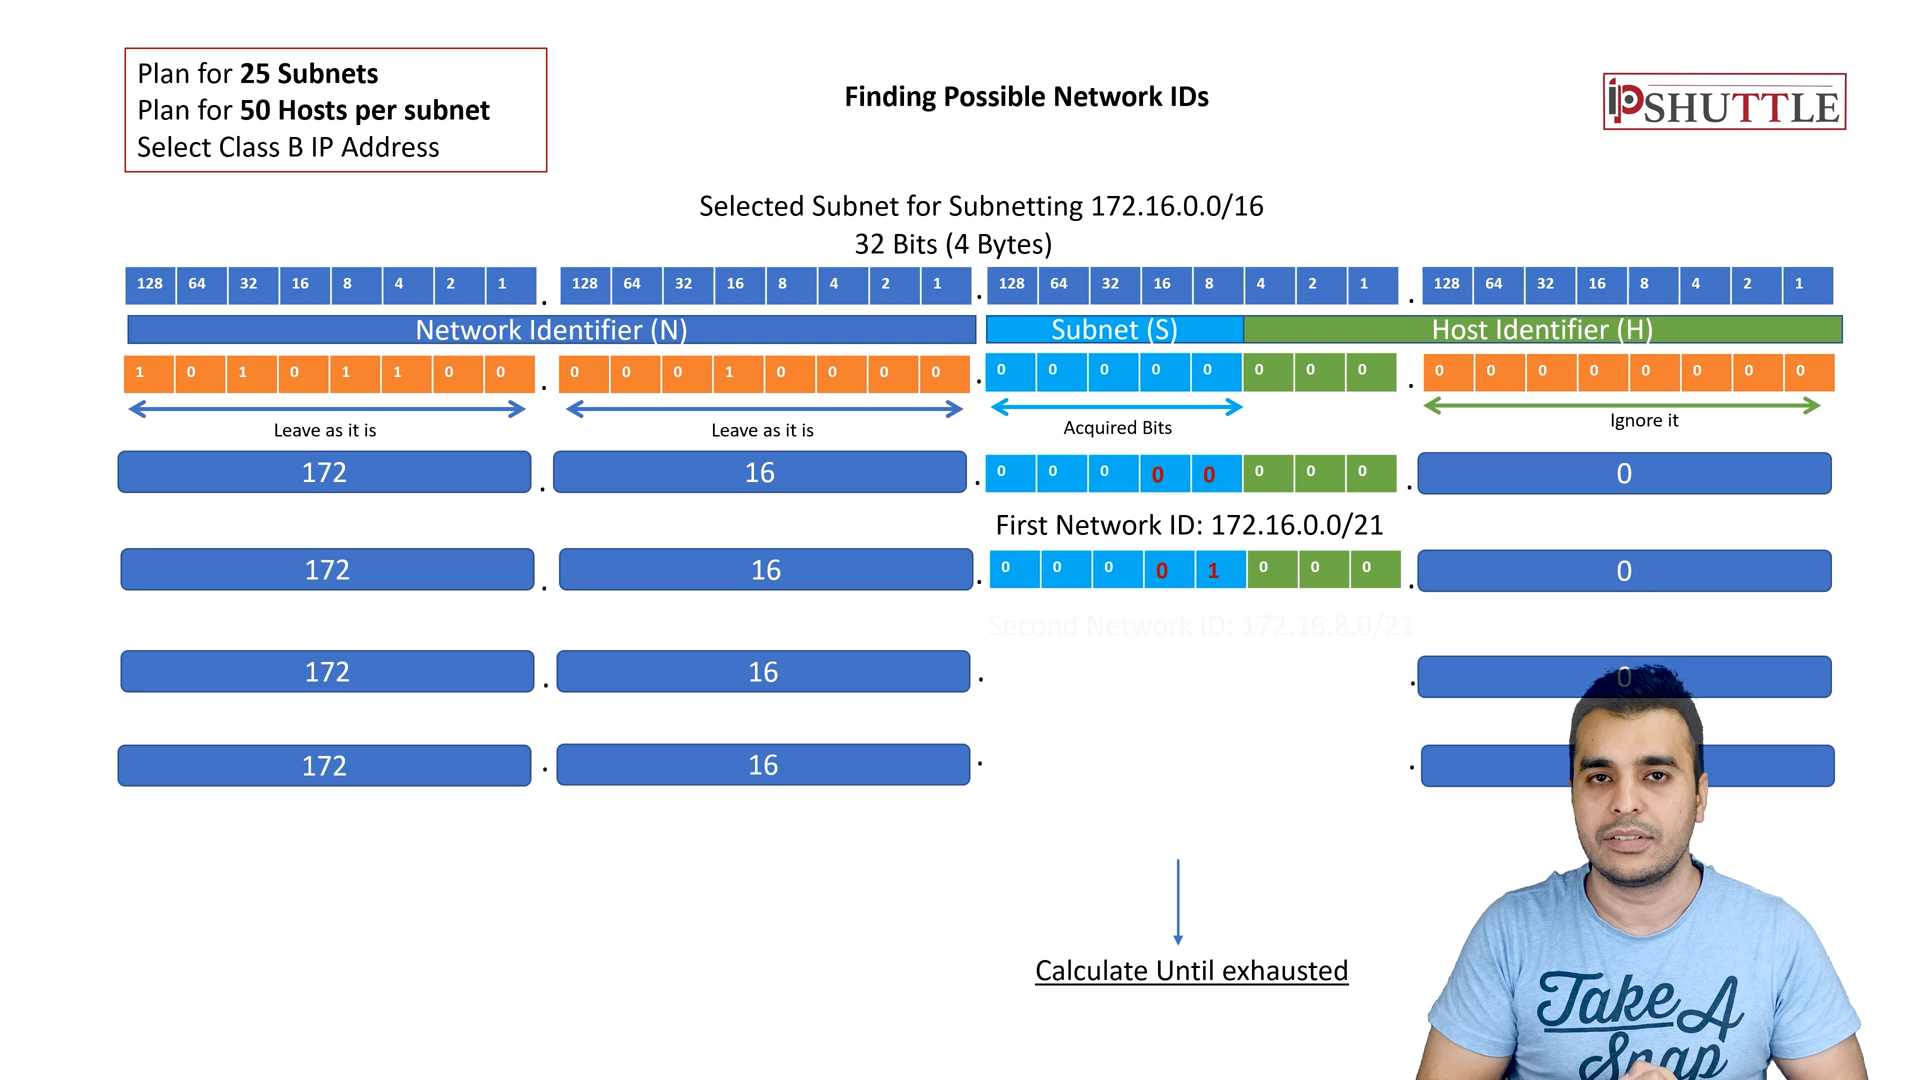 Plan for 25 Subnets
Plan for 50 Hosts per subnet
Select Class B IP Address
Finding Possible Network IDs
ipSHUTTLE
Selected Subnet for Subnetting 172.16.0.0/16
32 Bits (4 Bytes)
128 64 32 16 8 4 2 1 . 128 64 32 16 8 4 2 1 . 128 64 32 16 8 4 2 1 . 128 64 32 16 8 4 2 1
Network Identifier (N) Subnet (S) Host Identifier (H)
1 0 1 0 1 1 0 0 . 0 0 0 1 0 0 0 0 . 0 0 0 0 0 0 0 0 . 0 0 0 0 0 0 0 0
Leave as it is Leave as it is Acquired Bits Ignore it
172 . 16 . 0 0 0 0 0 0 0 0 . 0
First Network ID: 172.16.0.0/21
172 . 16 . 0 0 0 0 1 0 0 0 . 0
Second Network ID: 172.16.8.0/21
172 . 16 . . 0
172 . 16 . .
Calculate Until exhausted
Take A
Snap